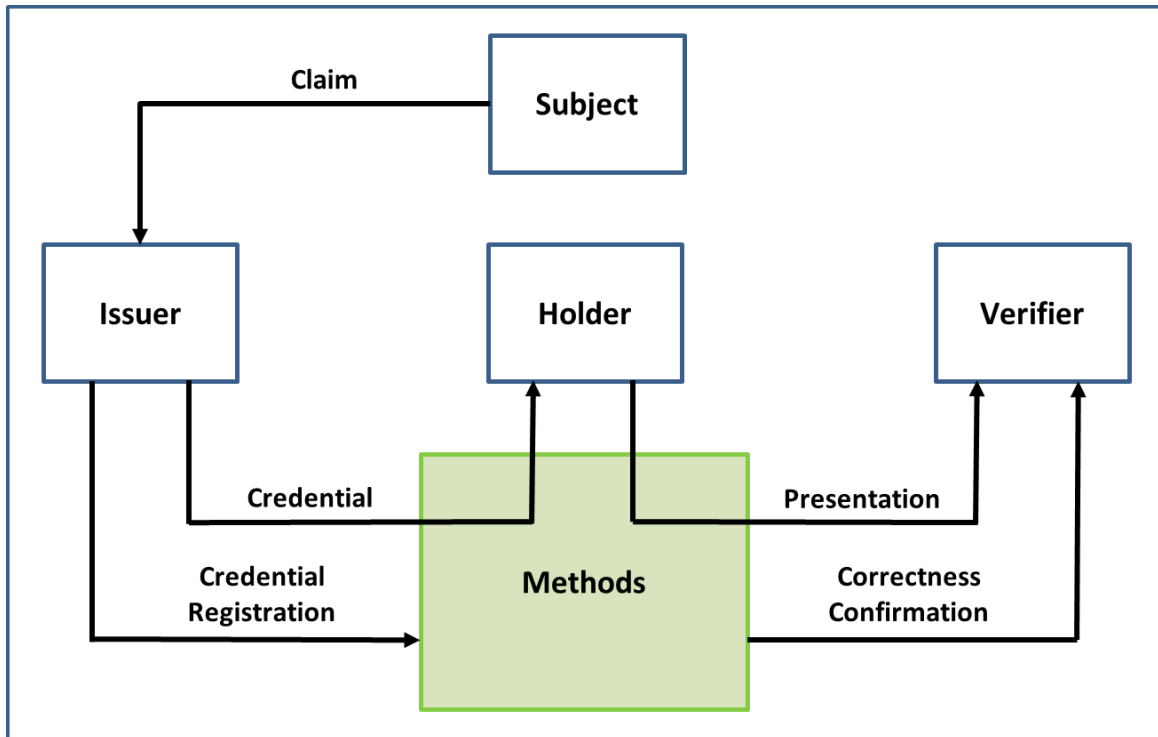 Claim
Subject
Issuer
Holder
Verifier
Credential
Presentation
Credential
Registration
Methods
Correctness
Confirmation